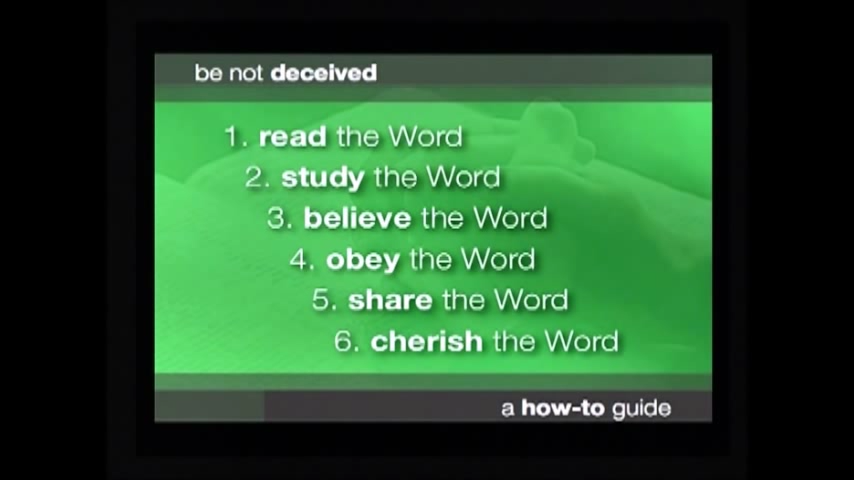 be not deceived
1. read the Word
2. study the Word
3. believe the Word
4. obey the Word
5. share the Word
6. cherish the Word
a how-to guide